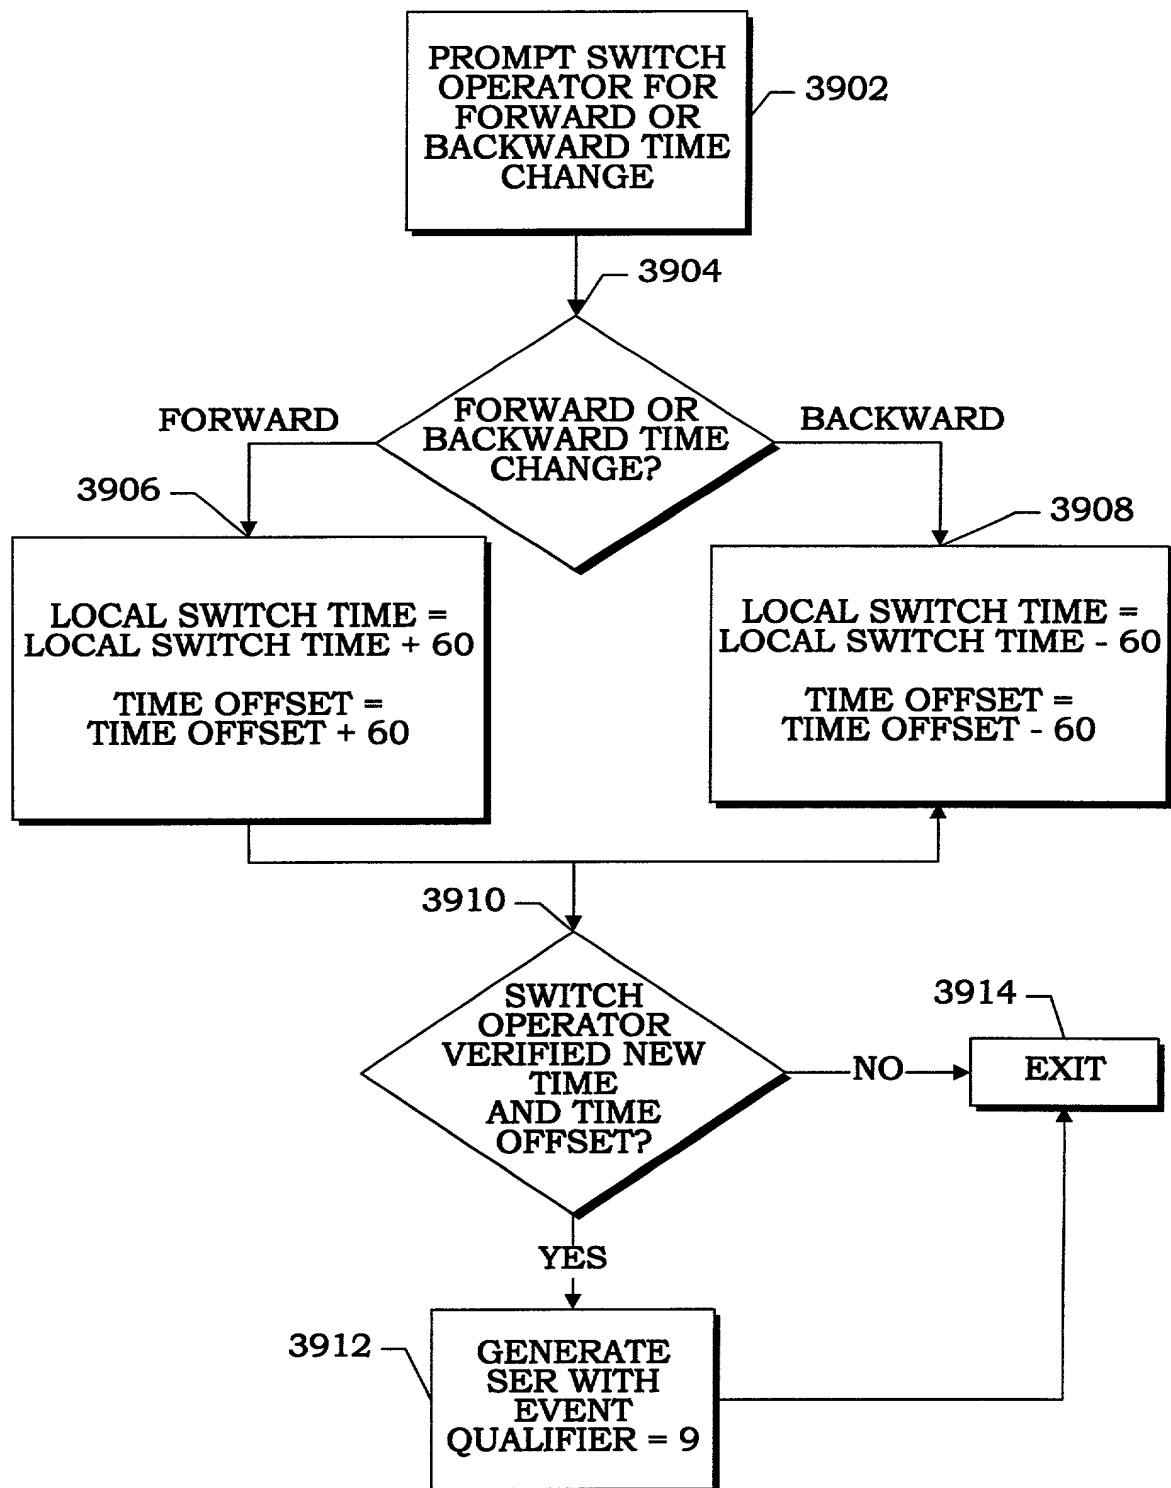 PROMPT SWITCH
OPERATOR FOR
FORWARD OR
BACKWARD TIME
CHANGE
3902
3904
FORWARD OR
BACKWARD TIME
CHANGE?
FORWARD
BACKWARD
3906
3908
LOCAL SWITCH TIME =
LOCAL SWITCH TIME + 60
TIME OFFSET =
TIME OFFSET + 60
LOCAL SWITCH TIME =
LOCAL SWITCH TIME - 60
TIME OFFSET =
TIME OFFSET - 60
3910
SWITCH
OPERATOR
VERIFIED NEW
TIME
AND TIME
OFFSET?
NO
3914
EXIT
YES
3912
GENERATE
SER WITH
EVENT
QUALIFIER = 9